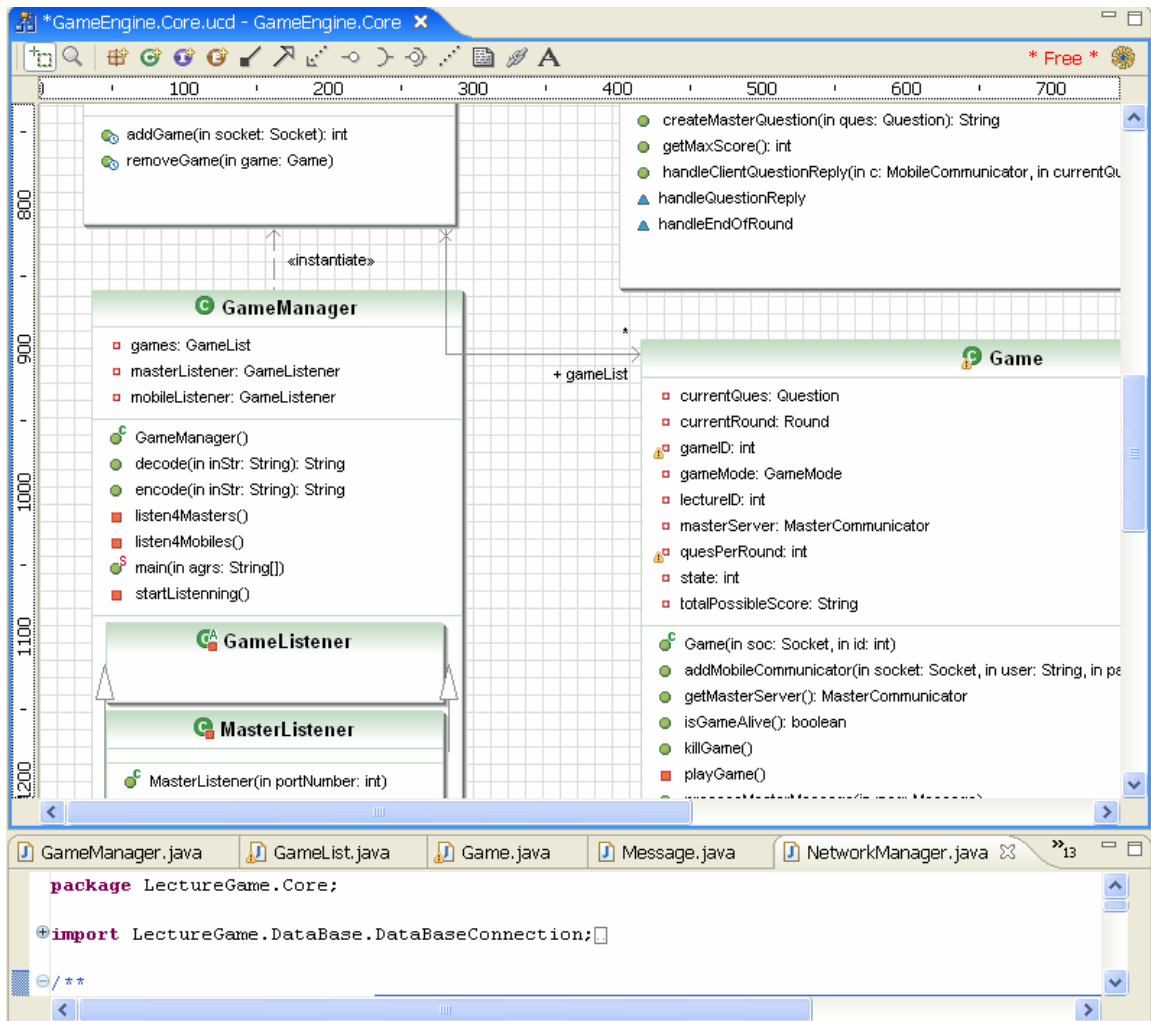 *GameEngine.Core.ucd - GameEngine.Core
A
* Free *
0 100 200 300 400 500 600 700
800
900
1000
1100
1200
addGame(in socket: Socket): int
removeGame(in game: Game)
createMasterQuestion(in ques: Question): String
getMaxScore(): int
handleClientQuestionReply(in c: MobileCommunicator, in currentQu
handleQuestionReply
handleEndOfRound
«instantiate»
GameManager
games: GameList
masterListener: GameListener
mobileListener: GameListener
GameManager()
decode(in inStr: String): String
encode(in inStr: String): String
listen4Masters()
listen4Mobiles()
main(in agrs: String[])
startListenning()
GameListener
MasterListener
MasterListener(in portNumber: int)
*
+ gameList
Game
currentQues: Question
currentRound: Round
gameID: int
gameMode: GameMode
lectureID: int
masterServer: MasterCommunicator
quesPerRound: int
state: int
totalPossibleScore: String
Game(in soc: Socket, in id: int)
addMobileCommunicator(in socket: Socket, in user: String, in pa
getMasterServer(): MasterCommunicator
isGameAlive(): boolean
killGame()
playGame()
GameManager.java GameList.java Game.java Message.java NetworkManager.java »13
package LectureGame.Core;
import LectureGame.DataBase.DataBaseConnection;
/**